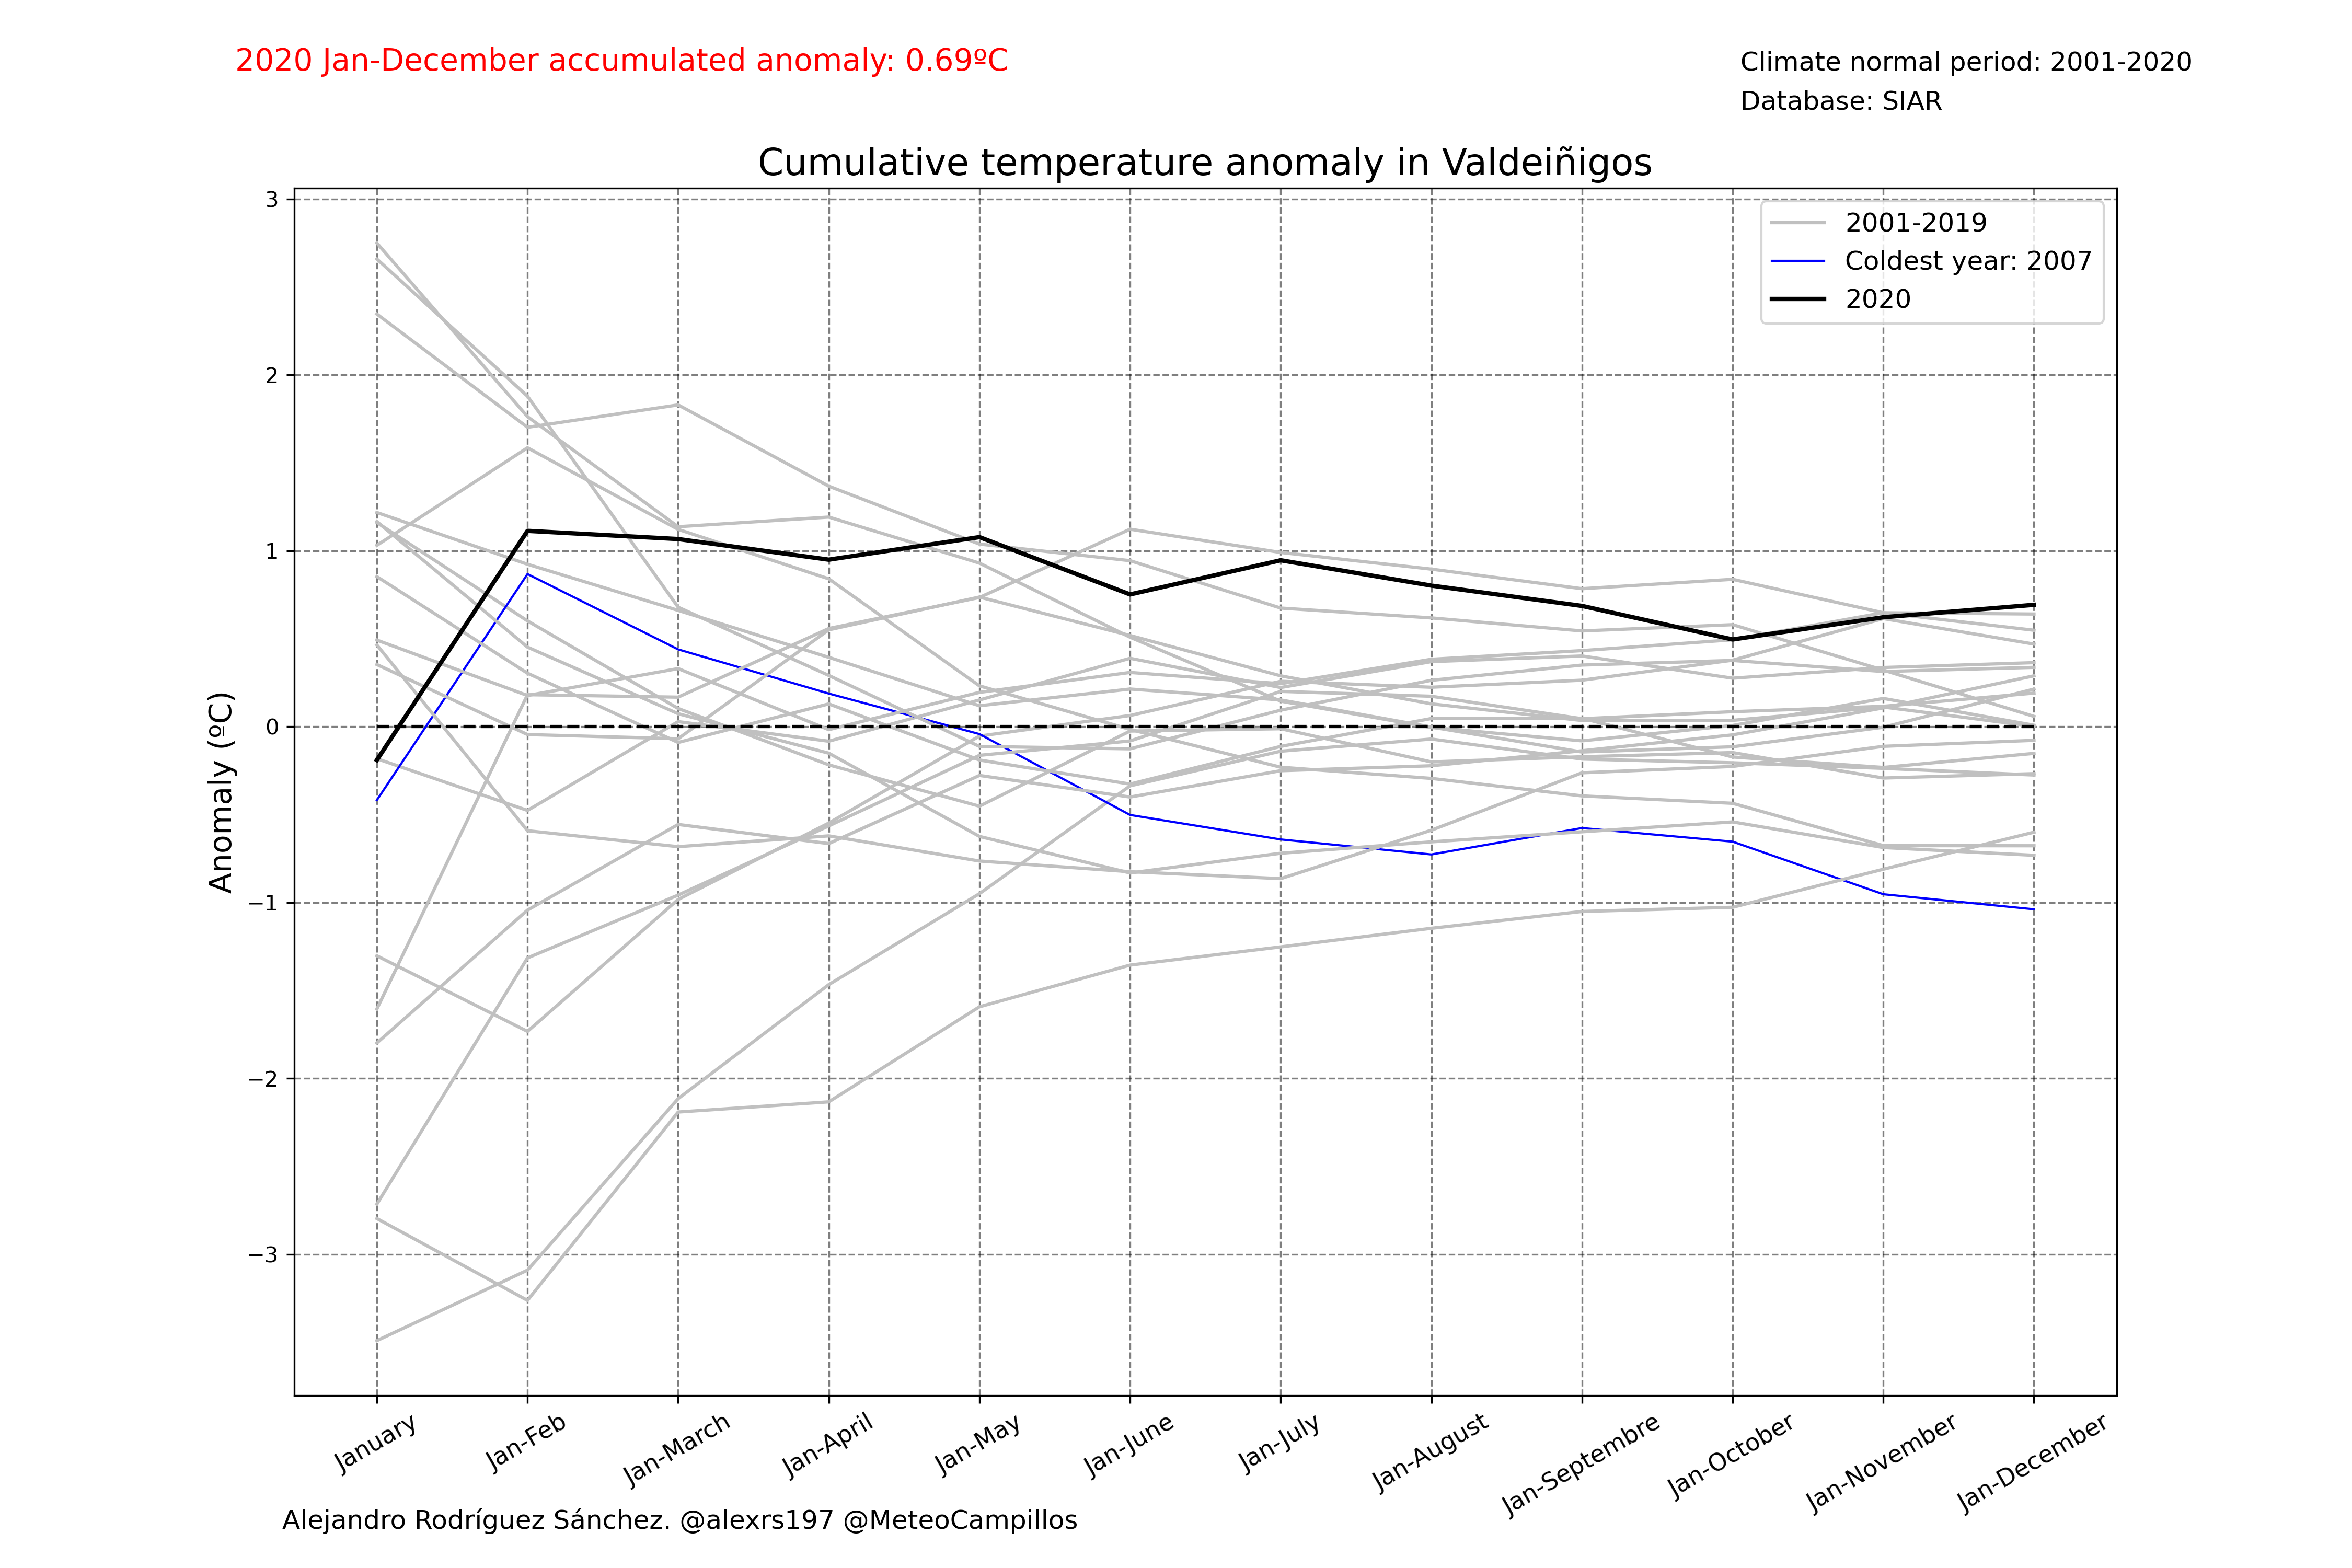 2020 Jan-December accumulated anomaly: 0.69ºC
Climate normal period: 2001-2020
Database: SIAR
Cumulative temperature anomaly in Valdeiñigos
2001-2019
Coldest year: 2007
2020
Anomaly (ºC)
3
2
1
0
−1
−2
−3
January
Jan-Feb
Jan-March
Jan-April
Jan-May
Jan-June
Jan-July
Jan-August
Jan-Septembre
Jan-October
Jan-November
Jan-December
Alejandro Rodríguez Sánchez. @alexrs197 @MeteoCampillos